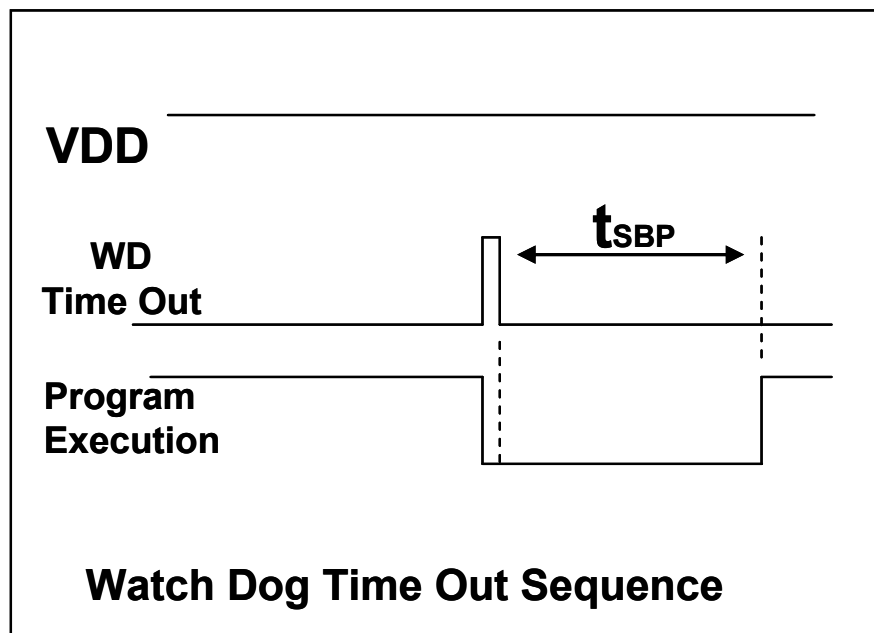 VDD
tSBP
WD
Time Out
Program
Execution
Watch Dog Time Out Sequence